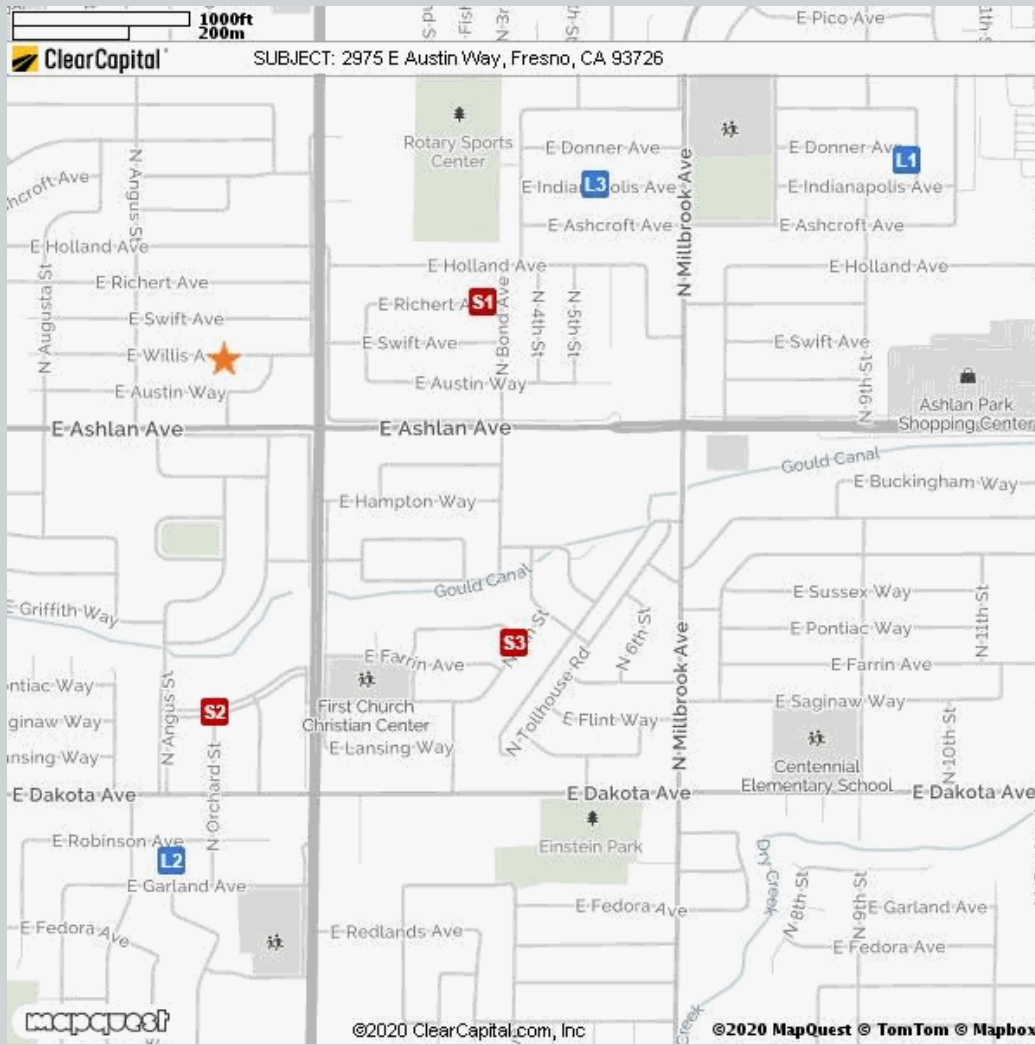 1000ft
200m
E Pico Ave
ClearCapital
SUBJECT: 2975 E Austin Way, Fresno, CA 93726
Rotary Sports
Center
E Donner Ave
E Donner Ave
L1
L3
E Indianapolis Ave
E Ashcroft Ave
E Ashcroft Ave
N Angus St
hcroft Ave
N Millbrook Ave
E Holland Ave
E Holland Ave
E Holland Ave
E Richert Ave
E Richert A
S1
N Bond Ave
N 4th St
N 5th St
N Augusta St
E Swift Ave
E Swift Ave
E Swift Ave
E Willis A
E Austin Way
E Austin Way
N 9th St
Ashlan Park
Shopping Center
E Ashlan Ave
E Ashlan Ave
Gould Canal
E Buckingham Way
E Hampton Way
Gould Canal
E Sussex Way
E Griffith Way
E Pontiac Way
N 11th St
S3
N 6th St
E Farrin Ave
E Farrin Ave
N Tollhouse Rd
N Millbrook Ave
ontiac Way
E Saginaw Way
S2
N Angus St
First Church
Christian Center
ginaw Way
E Flint Way
E Lansing Way
ansing Way
N Orchard St
N 10th St
Centennial
Elementary School
E Dakota Ave
E Dakota Ave
E Dakota Ave
E Robinson Ave
L2
Einstein Park
E Garland Ave
Dry Creek
N 8th St
N 9th St
E Garland Ave
E Fedora Ave
E Fedora Ave
E Redlands Ave
E Fedora Ave
mapquest
©2020 ClearCapital.com, Inc
Creek
©2020 MapQuest © TomTom © Mapbox